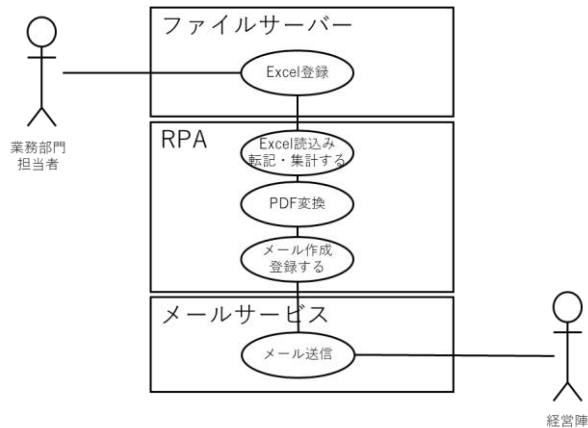 ファイルサーバー
Excel登録
業務部門
担当者
RPA
Excel読込み
転記・集計する
PDF変換
メール作成
登録する
メールサービス
メール送信
経営陣